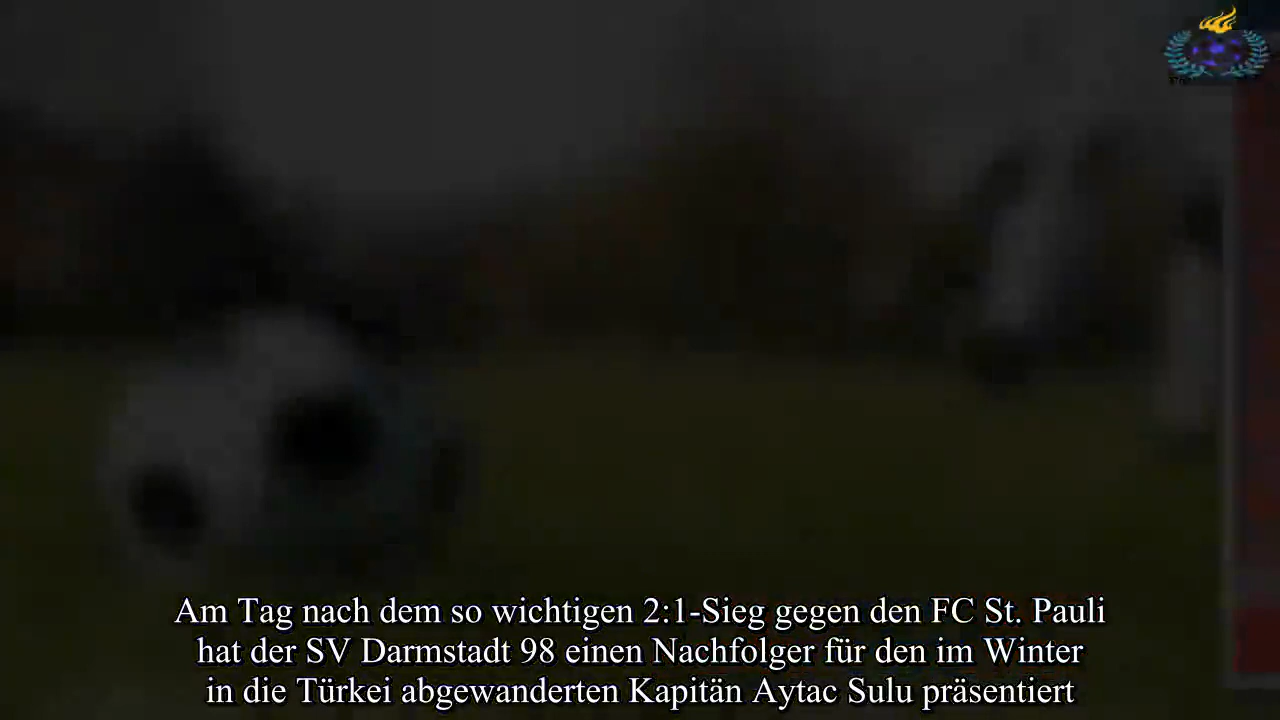 Am Tag nach dem so wichtigen 2:1-Sieg gegen den FC St. Pauli
hat der SV Darmstadt 98 einen Nachfolger für den im Winter
in die Türkei abgewanderten Kapitän Aytac Sulu präsentiert